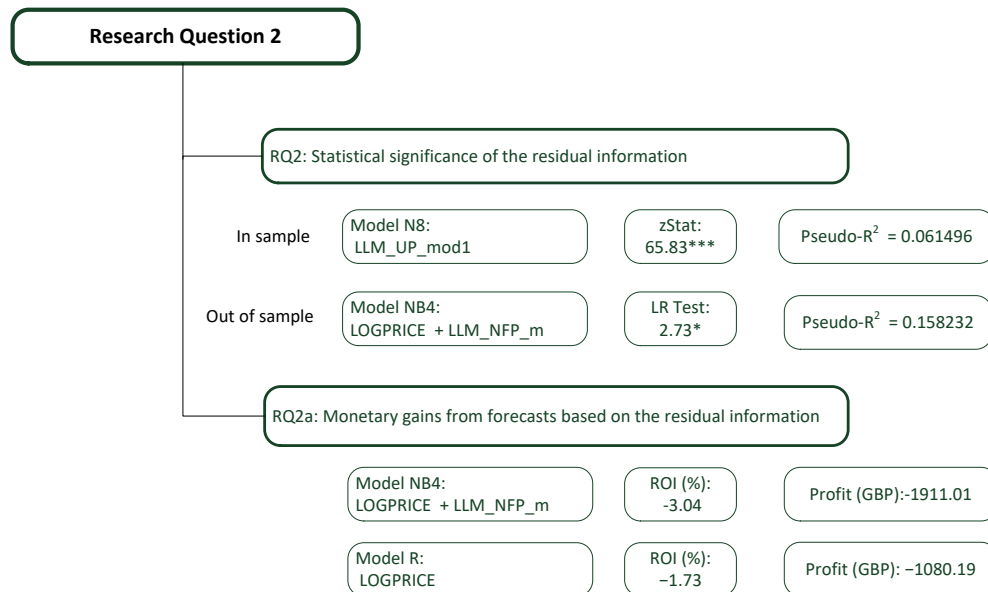 Research Question 2
RQ2: Statistical significance of the residual information
In sample
Model N8:
LLM_UP_mod1
zStat:
65.83***
Pseudo-R² = 0.061496
Out of sample
Model NB4:
LOGPRICE + LLM_NFP_m
LR Test:
2.73*
Pseudo-R² = 0.158232
RQ2a: Monetary gains from forecasts based on the residual information
Model NB4:
LOGPRICE + LLM_NFP_m
ROI (%):
-3.04
Profit (GBP):-1911.01
Model R:
LOGPRICE
ROI (%):
−1.73
Profit (GBP): −1080.19